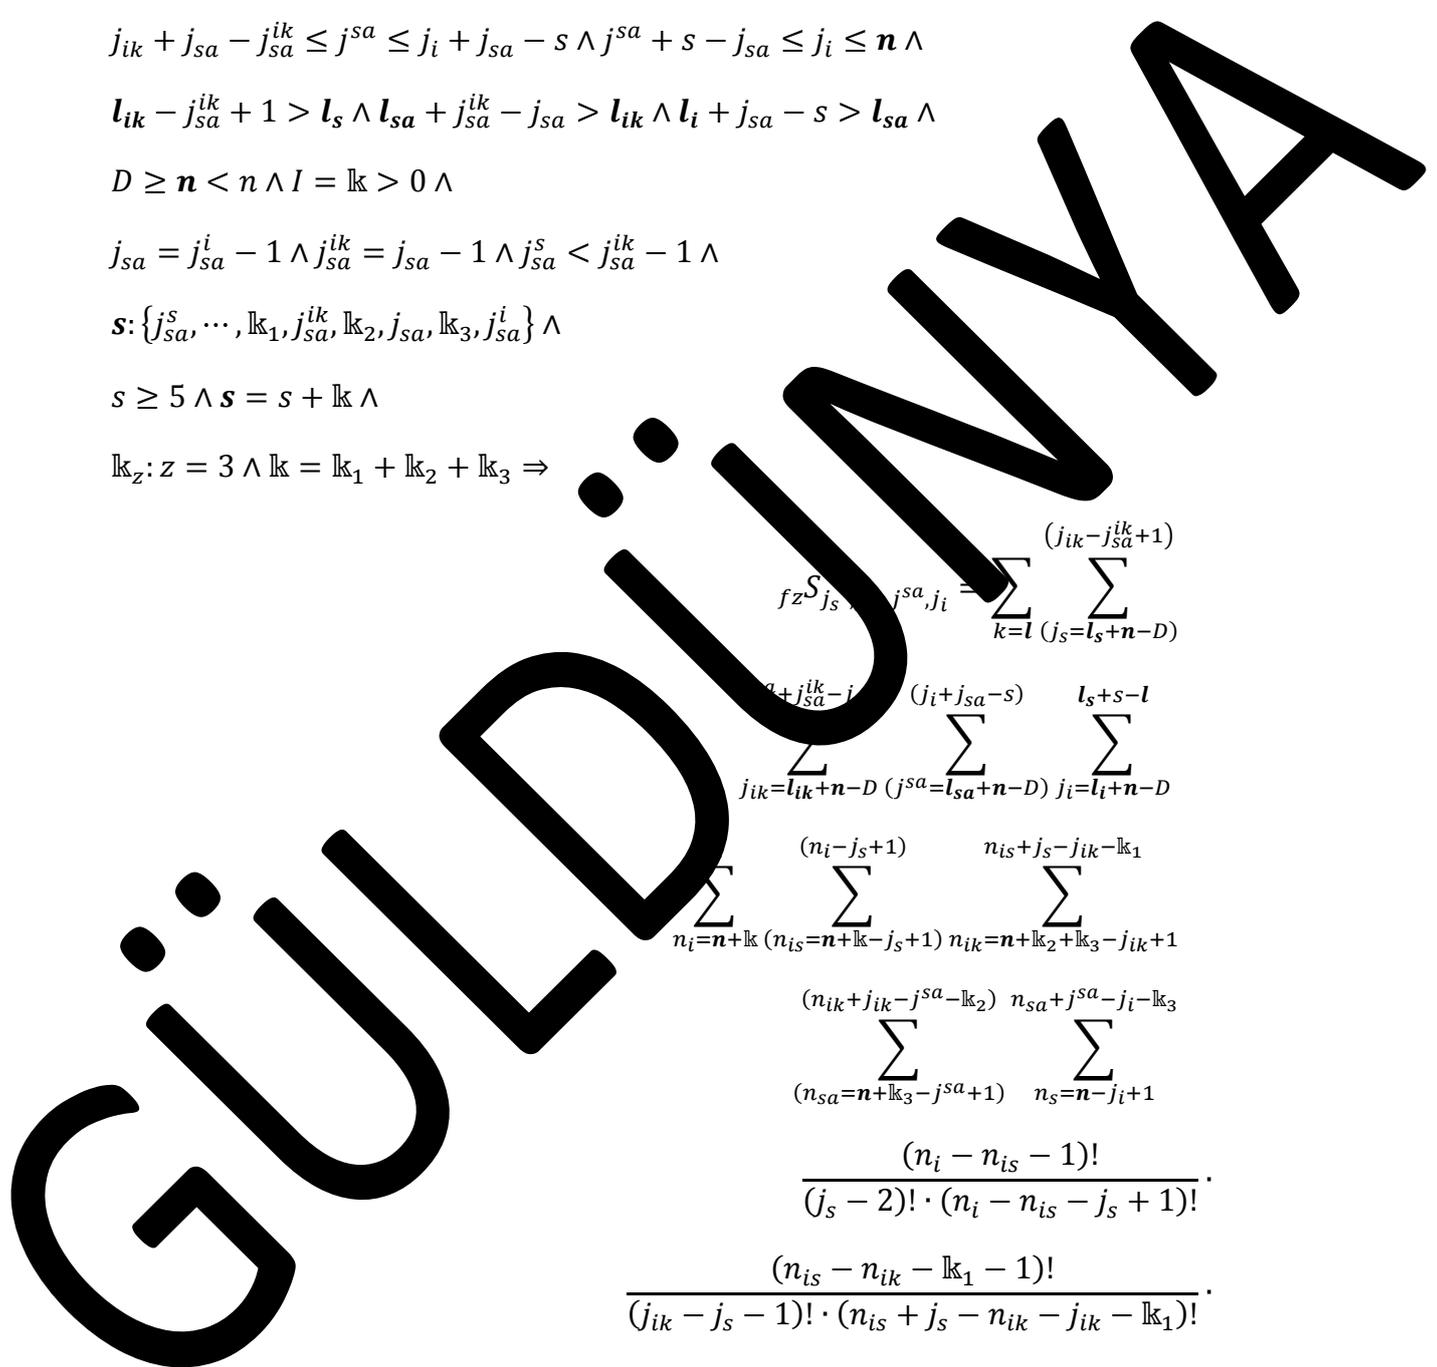 j_{ik} + j_{sa} − j_{sa}^{ik} ≤ j^{sa} ≤ j_i + j_{sa} − s ∧ j^{sa} + s − j_{sa} ≤ j_i ≤ 𝒏 ∧
𝒍_{𝒊𝒌} − j_{sa}^{ik} + 1 > 𝒍_𝒔 ∧ 𝒍_{𝒔𝒂} + j_{sa}^{ik} − j_{sa} > 𝒍_{𝒊𝒌} ∧ 𝒍_𝒊 + j_{sa} − s > 𝒍_{𝒔𝒂} ∧
D ≥ 𝒏 < n ∧ I = 𝕜 > 0 ∧
j_{sa} = j_{sa}^i − 1 ∧ j_{sa}^{ik} = j_{sa} − 1 ∧ j_{sa}^s < j_{sa}^{ik} − 1 ∧
𝒔: {j_{sa}^s, ⋯ , 𝕜_1, j_{sa}^{ik}, 𝕜_2, j_{sa}, 𝕜_3, j_{sa}^i} ∧
s ≥ 5 ∧ 𝒔 = s + 𝕜 ∧
𝕜_z: z = 3 ∧ 𝕜 = 𝕜_1 + 𝕜_2 + 𝕜_3 ⇒
(j_{ik}−j_{sa}^{ik}+1)
_{fz}S_{j_s, j^{sa}, j_i} = ∑ ∑
k=𝒍 (j_s=𝒍_𝒔+𝒏−D)
+j_{sa}^{ik}− (j_i+j_{sa}−s) 𝒍_𝒔+s−𝒍
∑ ∑ ∑
j_{ik}=𝒍_{𝒊𝒌}+𝒏−D (j^{sa}=𝒍_{𝒔𝒂}+𝒏−D) j_i=𝒍_𝒊+𝒏−D
(n_i−j_s+1) n_{is}+j_s−j_{ik}−𝕜_1
∑ ∑ ∑
n_i=𝒏+𝕜 (n_{is}=𝒏+𝕜−j_s+1) n_{ik}=𝒏+𝕜_2+𝕜_3−j_{ik}+1
(n_{ik}+j_{ik}−j^{sa}−𝕜_2) n_{sa}+j^{sa}−j_i−𝕜_3
∑ ∑
(n_{sa}=𝒏+𝕜_3−j^{sa}+1) n_s=𝒏−j_i+1
(n_i − n_{is} − 1)!
(j_s − 2)! · (n_i − n_{is} − j_s + 1)! ·
(n_{is} − n_{ik} − 𝕜_1 − 1)!
(j_{ik} − j_s − 1)! · (n_{is} + j_s − n_{ik} − j_{ik} − 𝕜_1)! ·
GÜLDÜNYA